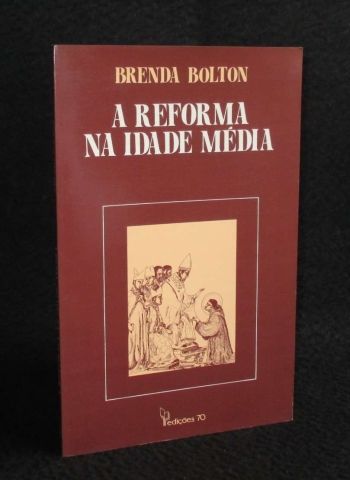 BRENDA BOLTON
A REFORMA
NA IDADE MÉDIA
edições 70